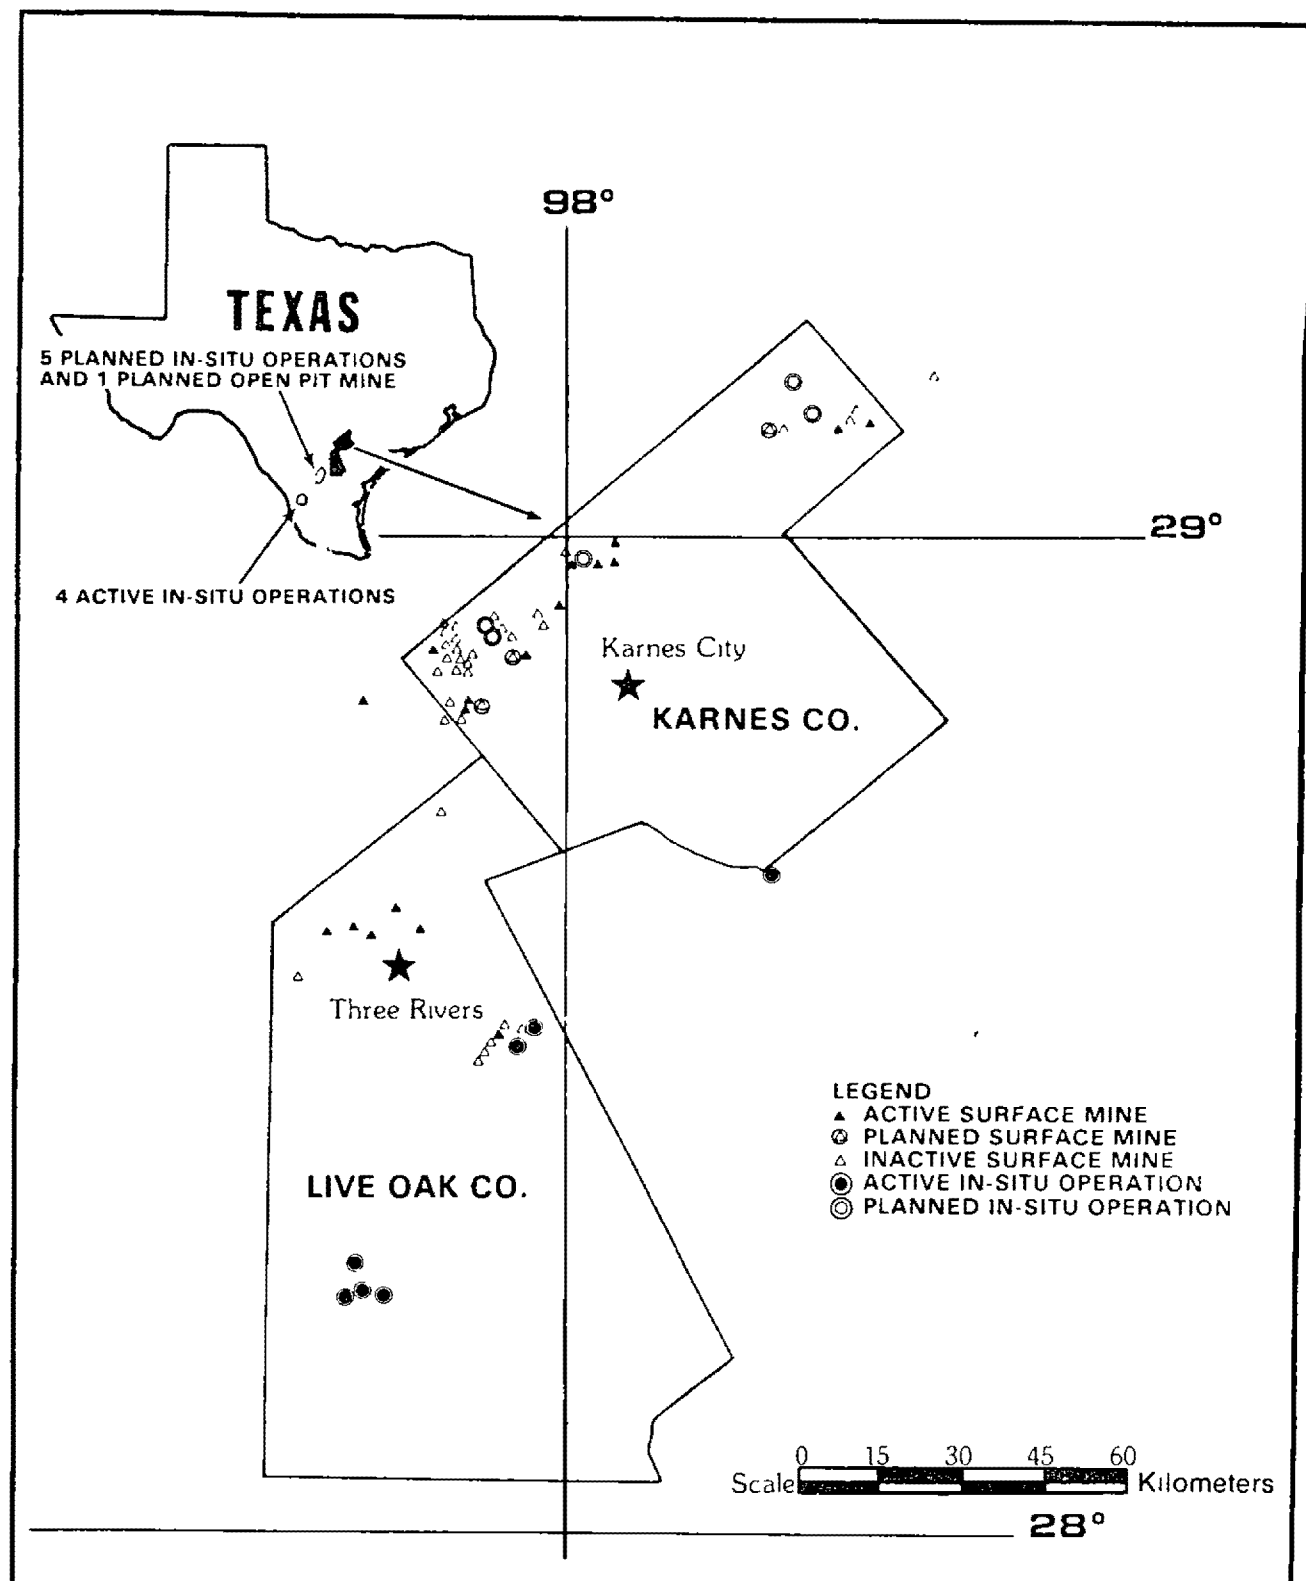 98°
TEXAS
5 PLANNED IN-SITU OPERATIONS
AND 1 PLANNED OPEN PIT MINE
29°
4 ACTIVE IN-SITU OPERATIONS
Karnes City
KARNES CO.
Three Rivers
LEGEND
ACTIVE SURFACE MINE
PLANNED SURFACE MINE
INACTIVE SURFACE MINE
ACTIVE IN-SITU OPERATION
PLANNED IN-SITU OPERATION
LIVE OAK CO.
0 15 30 45 60
Scale Kilometers
28°